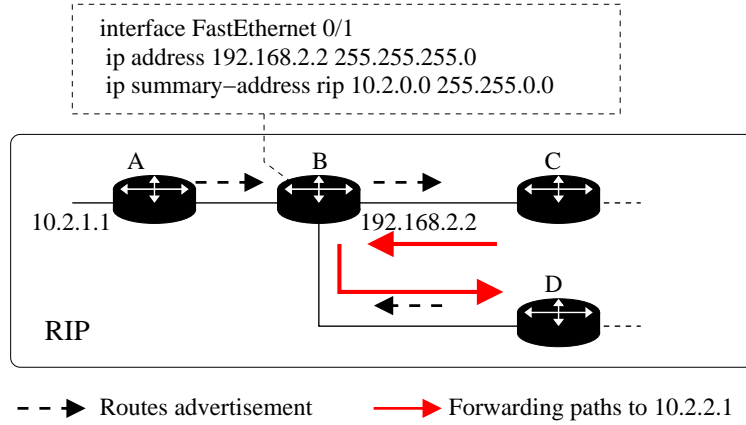 interface FastEthernet 0/1
ip address 192.168.2.2 255.255.255.0
ip summary−address rip 10.2.0.0 255.255.0.0
A
B
C
10.2.1.1
192.168.2.2
D
RIP
Routes advertisement
Forwarding paths to 10.2.2.1